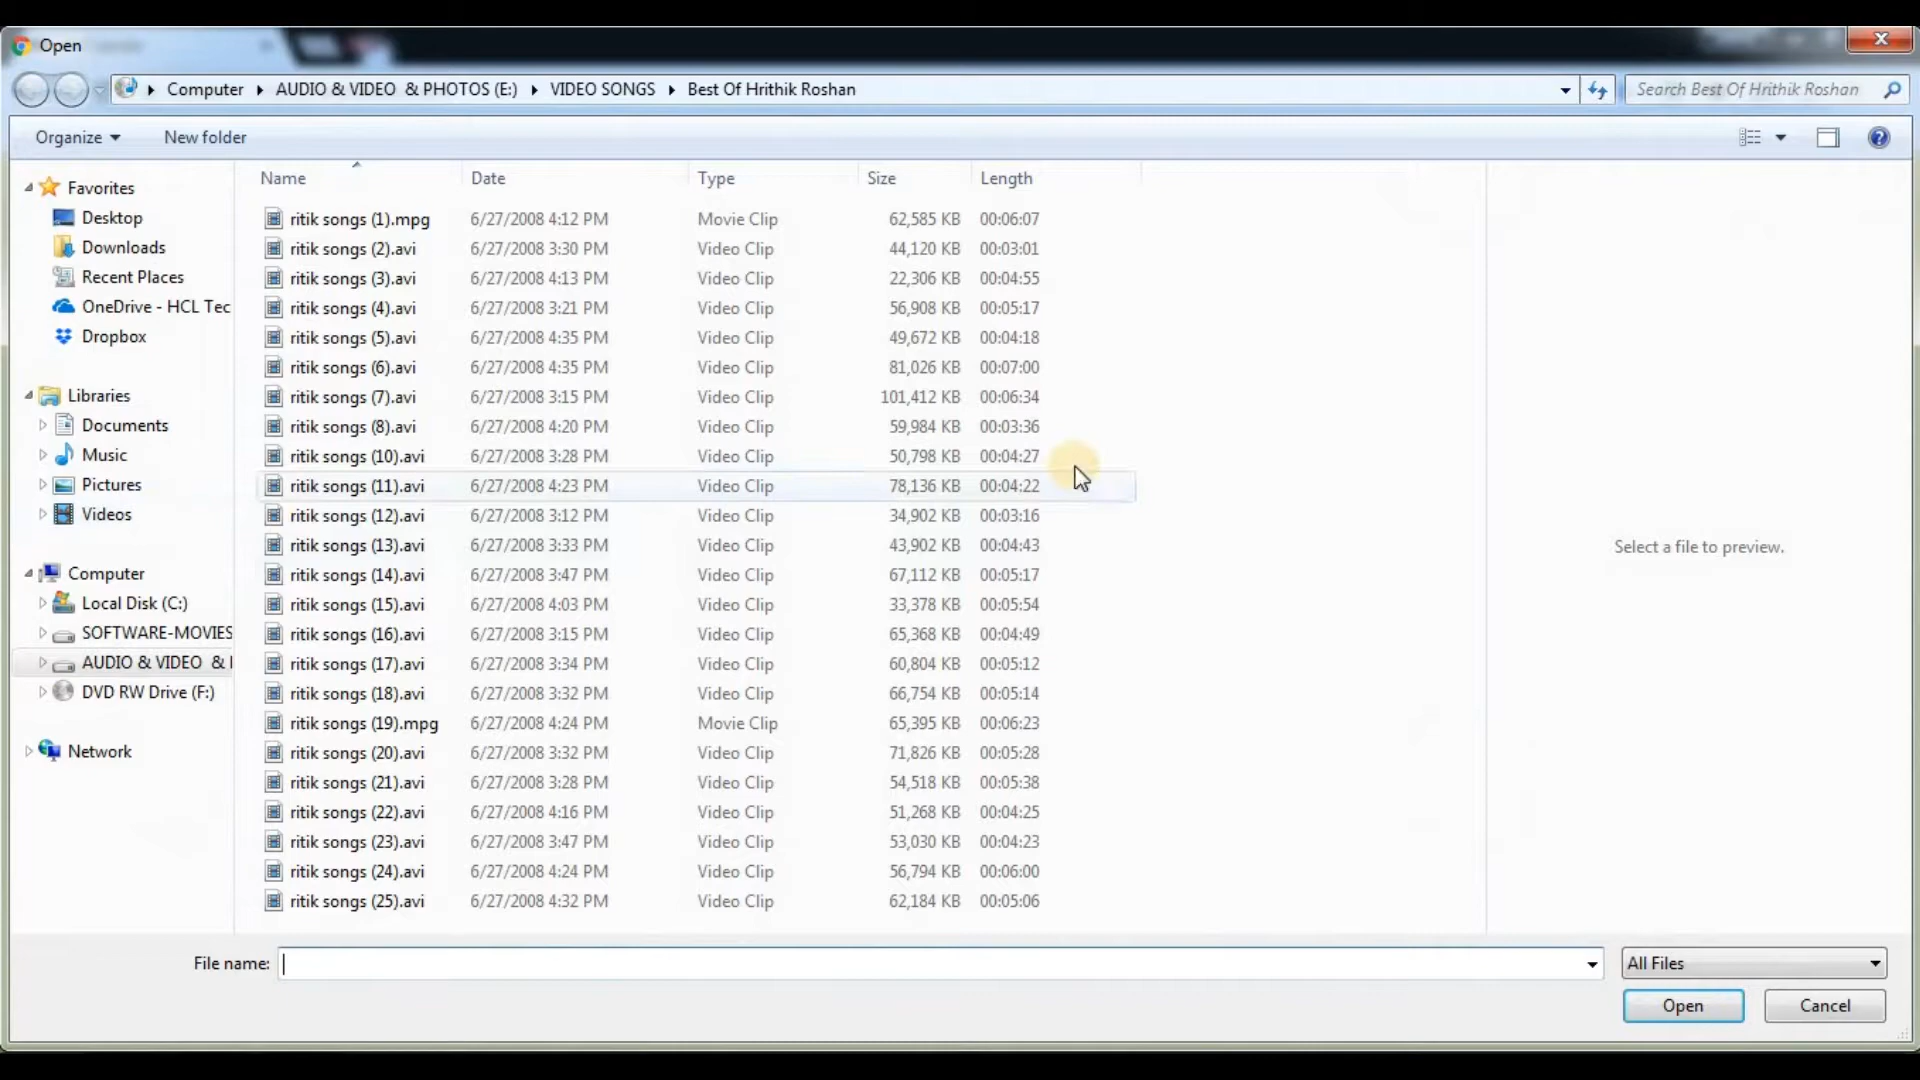 Open
Computer AUDIO & VIDEO & PHOTOS (E:) VIDEO SONGS Best Of Hrithik Roshan Search Best Of Hrithik Roshan
Organize New folder
Name Date Type Size Length
Favorites
Desktop
Downloads
Recent Places
OneDrive - HCL Tec
Dropbox
Libraries
Documents
Music
Pictures
Videos
Computer
Local Disk (C:)
SOFTWARE-MOVIES
AUDIO & VIDEO &
DVD RW Drive (F:)
Network
ritik songs (1).mpg 6/27/2008 4:12 PM Movie Clip 62,585 KB 00:06:07
ritik songs (2).avi 6/27/2008 3:30 PM Video Clip 44,120 KB 00:03:01
ritik songs (3).avi 6/27/2008 4:13 PM Video Clip 22,306 KB 00:04:55
ritik songs (4).avi 6/27/2008 3:21 PM Video Clip 56,908 KB 00:05:17
ritik songs (5).avi 6/27/2008 4:35 PM Video Clip 49,672 KB 00:04:18
ritik songs (6).avi 6/27/2008 4:35 PM Video Clip 81,026 KB 00:07:00
ritik songs (7).avi 6/27/2008 3:15 PM Video Clip 101,412 KB 00:06:34
ritik songs (8).avi 6/27/2008 4:20 PM Video Clip 59,984 KB 00:03:36
ritik songs (10).avi 6/27/2008 3:28 PM Video Clip 50,798 KB 00:04:27
ritik songs (11).avi 6/27/2008 4:23 PM Video Clip 78,136 KB 00:04:22
ritik songs (12).avi 6/27/2008 3:12 PM Video Clip 34,902 KB 00:03:16
ritik songs (13).avi 6/27/2008 3:33 PM Video Clip 43,902 KB 00:04:43
ritik songs (14).avi 6/27/2008 3:47 PM Video Clip 67,112 KB 00:05:17
ritik songs (15).avi 6/27/2008 4:03 PM Video Clip 33,378 KB 00:05:54
ritik songs (16).avi 6/27/2008 3:15 PM Video Clip 65,368 KB 00:04:49
ritik songs (17).avi 6/27/2008 3:34 PM Video Clip 60,804 KB 00:05:12
ritik songs (18).avi 6/27/2008 3:32 PM Video Clip 66,754 KB 00:05:14
ritik songs (19).mpg 6/27/2008 4:24 PM Movie Clip 65,395 KB 00:06:23
ritik songs (20).avi 6/27/2008 3:32 PM Video Clip 71,826 KB 00:05:28
ritik songs (21).avi 6/27/2008 3:28 PM Video Clip 54,518 KB 00:05:38
ritik songs (22).avi 6/27/2008 4:16 PM Video Clip 51,268 KB 00:04:25
ritik songs (23).avi 6/27/2008 3:47 PM Video Clip 53,030 KB 00:04:23
ritik songs (24).avi 6/27/2008 4:24 PM Video Clip 56,794 KB 00:06:00
ritik songs (25).avi 6/27/2008 4:32 PM Video Clip 62,184 KB 00:05:06
Select a file to preview.
File name: All Files
Open Cancel